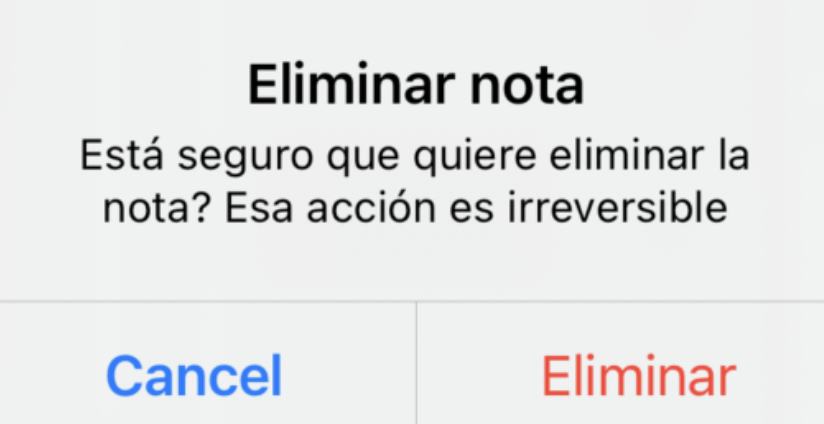 Eliminar nota
Está seguro que quiere eliminar la
nota? Esa acción es irreversible
Cancel
Eliminar